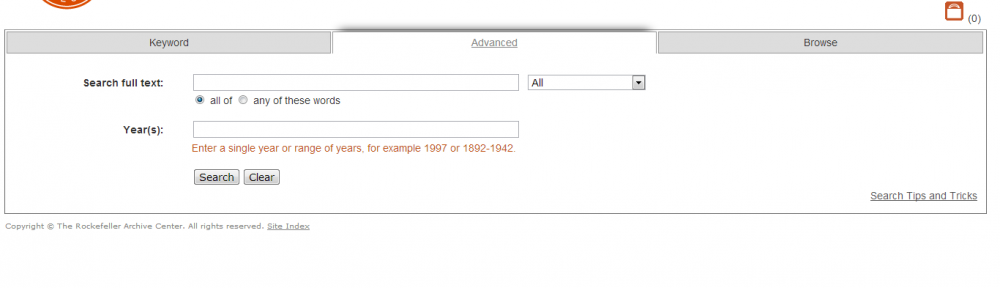 (0)
Keyword Advanced Browse
Search full text: All
all of any of these words
Year(s):
Enter a single year or range of years, for example 1997 or 1892-1942.
Search Clear
Search Tips and Tricks
Copyright © The Rockefeller Archive Center. All rights reserved. Site Index